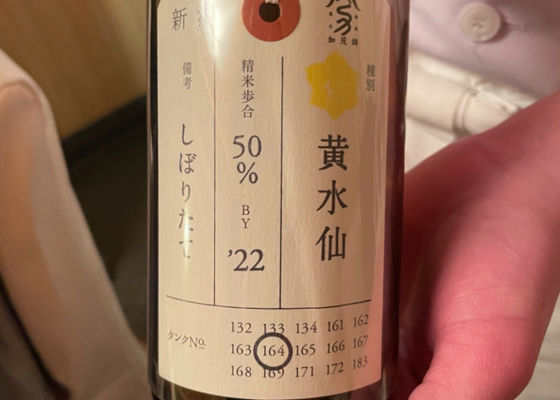 加茂錦
種別
黄水仙
精米歩合
50
%
BY
'22
新
備考
しぼりたて
タンクNo.
132 133 134 161 162
163 164 165 166 167
168 169 171 172 183